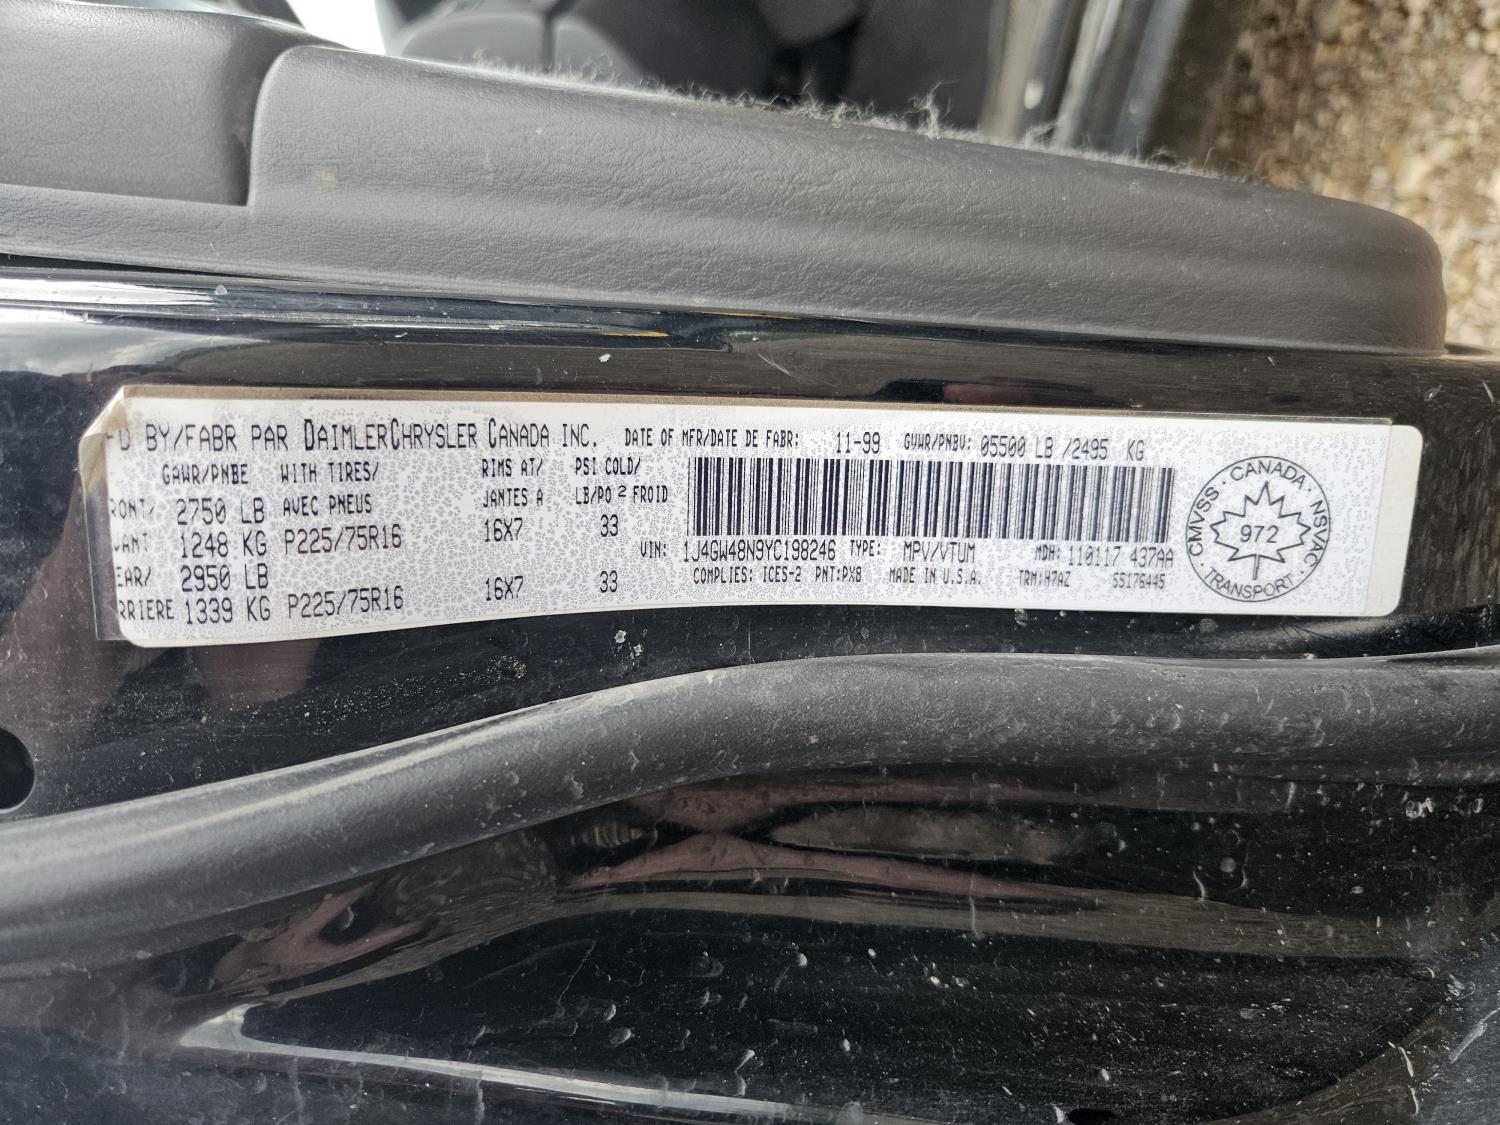 FD BY/FABR PAR DAIMLERCHRYSLER CANADA INC. DATE OF MFR/DATE DE FABR: 11-99 GVWR/PNBV: 05500 LB /2495 KG
GAWR/PNBE WITH TIRES/ RIMS AT/ PSI COLD/
RONT/ 2750 LB AVEC PNEUS JANTES A LB/PO 2 FROID
VANT 1248 KG P225/75R16 16X7 33
VIN: 1J4GW48N9YC198246 TYPE: MPV/VTUM MDH: 110117 437AA
EAR/ 2950 LB
COMPLIES: ICES-2 PNT:PX8 MADE IN U.S.A. TRM:H7AZ 55176445
RRIERE 1339 KG P225/75R16 16X7 33
CMVSS · CANADA · NSVAC · TRANSPORT ·
972